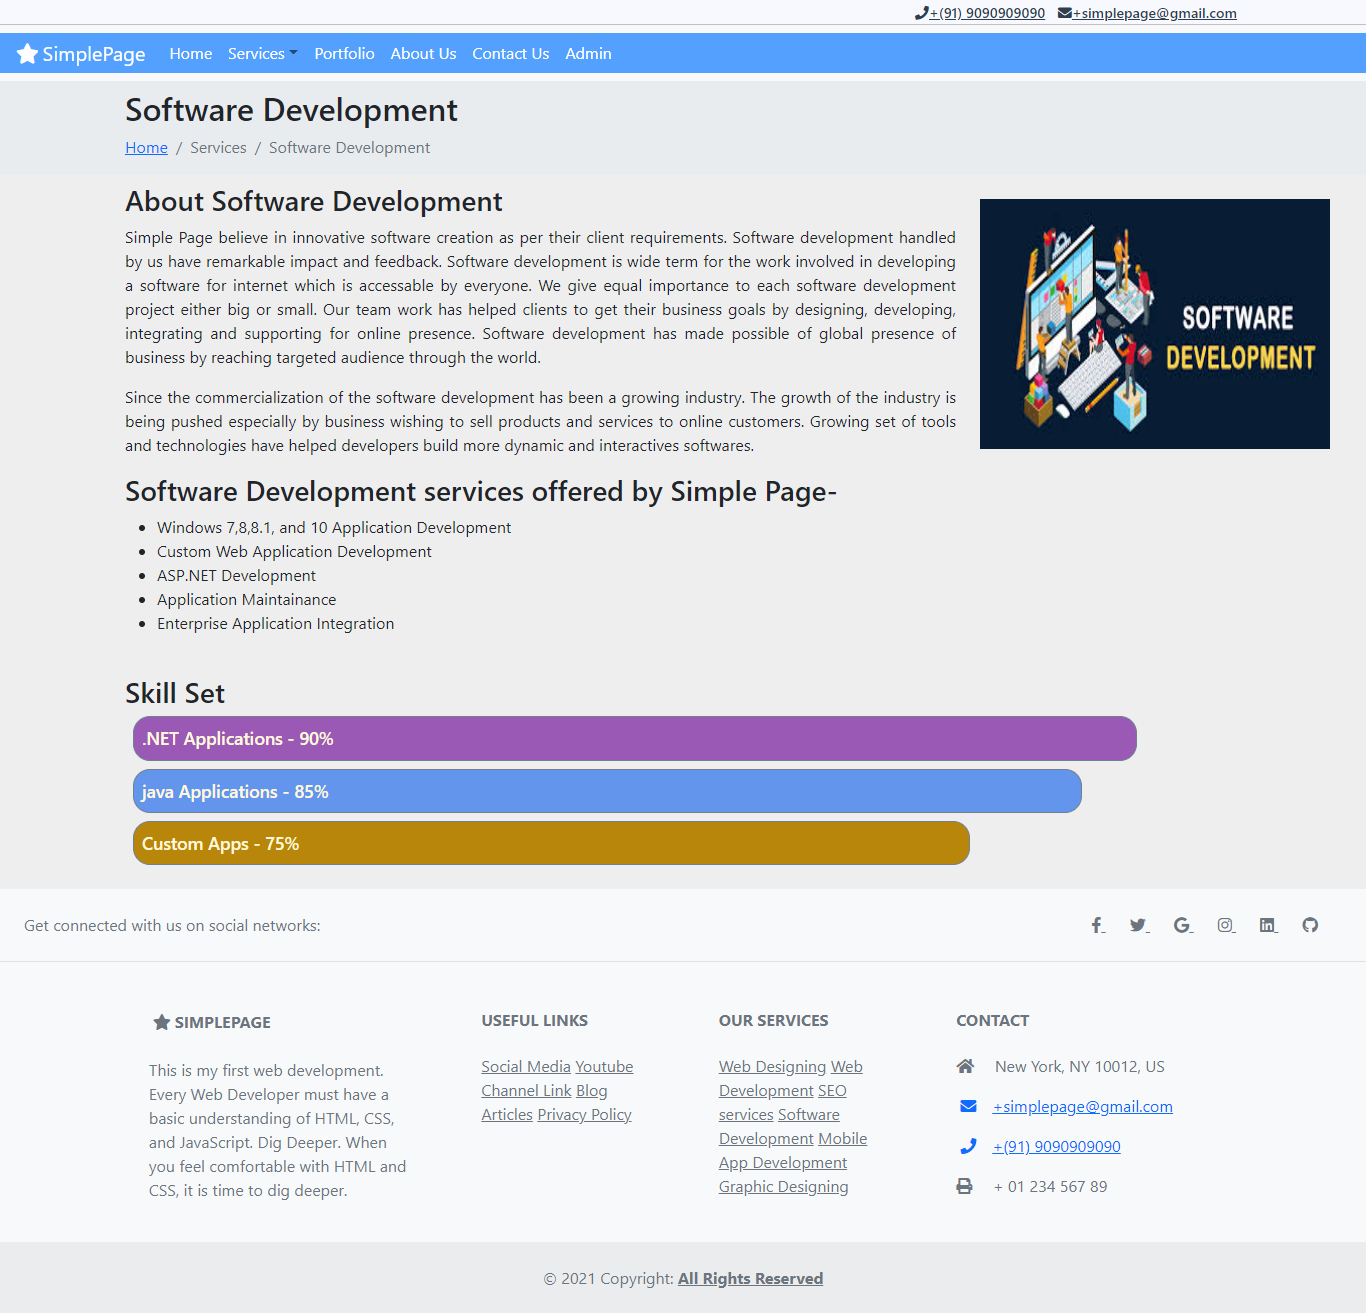 +(91) 9090909090 +simplepage@gmail.com
SimplePage Home Services Portfolio About Us Contact Us Admin
Software Development
Home / Services / Software Development
About Software Development
Simple Page believe in innovative software creation as per their client requirements. Software development handled
by us have remarkable impact and feedback. Software development is wide term for the work involved in developing
a software for internet which is accessable by everyone. We give equal importance to each software development
project either big or small. Our team work has helped clients to get their business goals by designing, developing,
integrating and supporting for online presence. Software development has made possible of global presence of
business by reaching targeted audience through the world.
Since the commercialization of the software development has been a growing industry. The growth of the industry is
being pushed especially by business wishing to sell products and services to online customers. Growing set of tools
and technologies have helped developers build more dynamic and interactives softwares.
SOFTWARE
DEVELOPMENT
Software Development services offered by Simple Page-
Windows 7,8,8.1, and 10 Application Development
Custom Web Application Development
ASP.NET Development
Application Maintainance
Enterprise Application Integration
Skill Set
.NET Applications - 90%
java Applications - 85%
Custom Apps - 75%
Get connected with us on social networks:
SIMPLEPAGE
This is my first web development.
Every Web Developer must have a
basic understanding of HTML, CSS,
and JavaScript. Dig Deeper. When
you feel comfortable with HTML and
CSS, it is time to dig deeper.
USEFUL LINKS
Social Media Youtube
Channel Link Blog
Articles Privacy Policy
OUR SERVICES
Web Designing Web
Development SEO
services Software
Development Mobile
App Development
Graphic Designing
CONTACT
New York, NY 10012, US
+simplepage@gmail.com
+(91) 9090909090
+ 01 234 567 89
© 2021 Copyright: All Rights Reserved